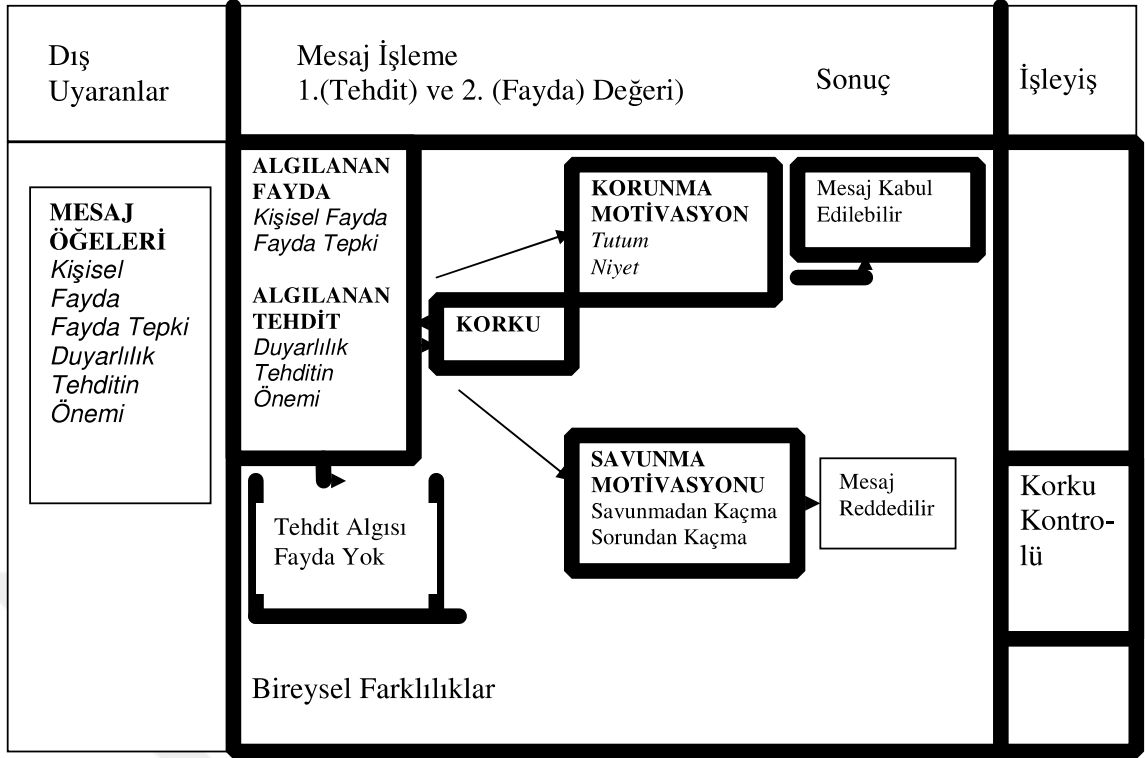 Dış
Uyaranlar
Mesaj İşleme
1.(Tehdit) ve 2. (Fayda) Değeri)
Sonuç
İşleyiş
MESAJ
ÖĞELERİ
Kişisel
Fayda
Fayda Tepki
Duyarlılık
Tehditin
Önemi
ALGILANAN
FAYDA
Kişisel Fayda
Fayda Tepki
ALGILANAN
TEHDİT
Duyarlılık
Tehditin
Önemi
KORKU
KORUNMA
MOTİVASYON
Tutum
Niyet
Mesaj Kabul
Edilebilir
SAVUNMA
MOTİVASYONU
Savunmadan Kaçma
Sorundan Kaçma
Mesaj
Reddedilir
Korku
Kontro-
lü
Tehdit Algısı
Fayda Yok
Bireysel Farklılıklar